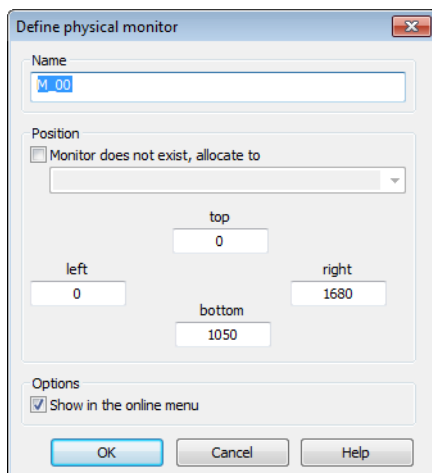 Define physical monitor
Name
M_00
Position
Monitor does not exist, allocate to
top
0
left
right
0
1680
bottom
1050
Options
Show in the online menu
OK
Cancel
Help